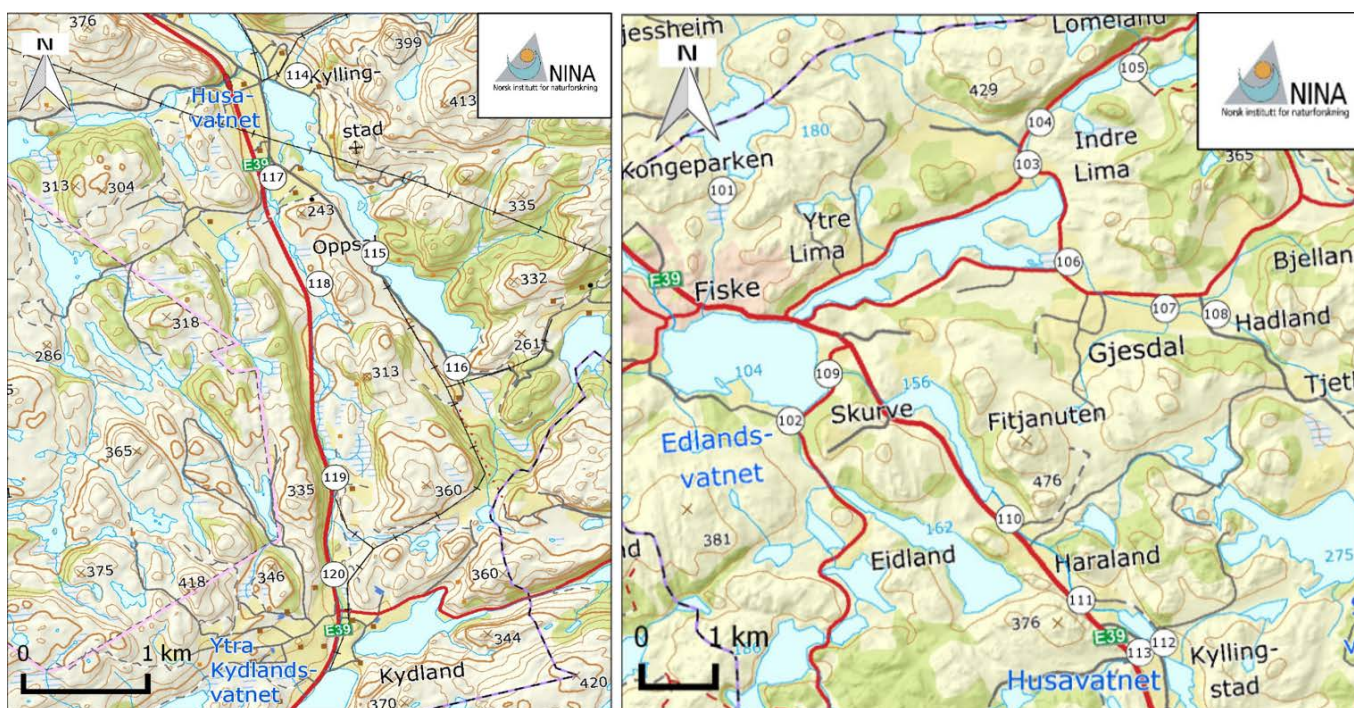 376
N
399
114
Kylling-
Husa-
vatnet
413
stad
E39
117
313
304
335
243
Oppsal
115
332
118
318
286
261
116
313
365
335
119
360
375
418
346
120
360
E39
344
Ytra
Kydlands-
vatnet
0
1 km
Kydland
420
370
NINA
Norsk institutt for naturforskning
jessheim
Lomeland
N
105
429
104
180
Indre
Lima
Kongeparken
103
101
365
Ytre
Lima
106
E39
Fiske
Bjellan
107
108
Hadland
Gjesdal
109
104
156
Tjetl
102
Skurve
Fitjanuten
Edlands-
vatnet
476
110
381
162
Eidland
Haraland
275
111
0
1 km
376
E39
112
113
180
Kylling-
stad
Husavatnet
NINA
Norsk institutt for naturforskning